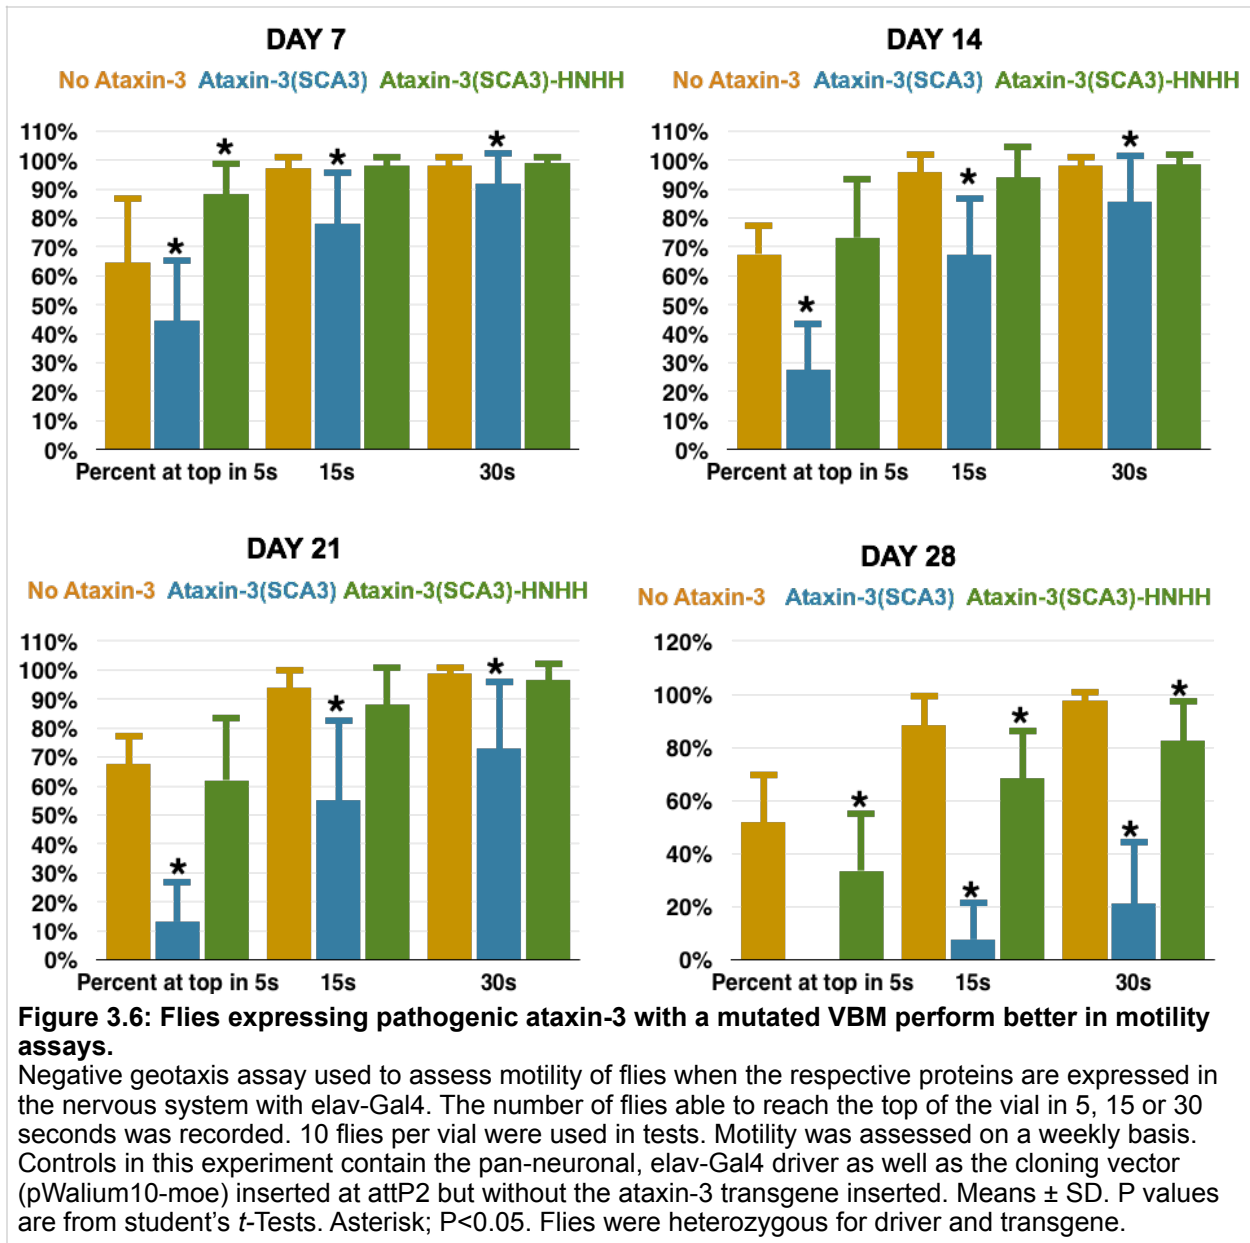 DAY 7
No Ataxin-3 Ataxin-3(SCA3) Ataxin-3(SCA3)-HNHH
110%
100%
90%
80%
70%
60%
50%
40%
30%
20%
10%
0%
* * * *
*
Percent at top in 5s 15s 30s
DAY 14
No Ataxin-3 Ataxin-3(SCA3) Ataxin-3(SCA3)-HNHH
110%
100%
90%
80%
70%
60%
50%
40%
30%
20%
10%
0%
* * *
Percent at top in 5s 15s 30s
DAY 21
No Ataxin-3 Ataxin-3(SCA3) Ataxin-3(SCA3)-HNHH
110%
100%
90%
80%
70%
60%
50%
40%
30%
20%
10%
0%
* * *
Percent at top in 5s 15s 30s
DAY 28
No Ataxin-3 Ataxin-3(SCA3) Ataxin-3(SCA3)-HNHH
120%
100%
80%
60%
40%
20%
0%
* * * * *
Percent at top in 5s 15s 30s
Figure 3.6: Flies expressing pathogenic ataxin-3 with a mutated VBM perform better in motility
assays.
Negative geotaxis assay used to assess motility of flies when the respective proteins are expressed in
the nervous system with elav-Gal4. The number of flies able to reach the top of the vial in 5, 15 or 30
seconds was recorded. 10 flies per vial were used in tests. Motility was assessed on a weekly basis.
Controls in this experiment contain the pan-neuronal, elav-Gal4 driver as well as the cloning vector
(pWalium10-moe) inserted at attP2 but without the ataxin-3 transgene inserted. Means ± SD. P values
are from student's t-Tests. Asterisk; P<0.05. Flies were heterozygous for driver and transgene.